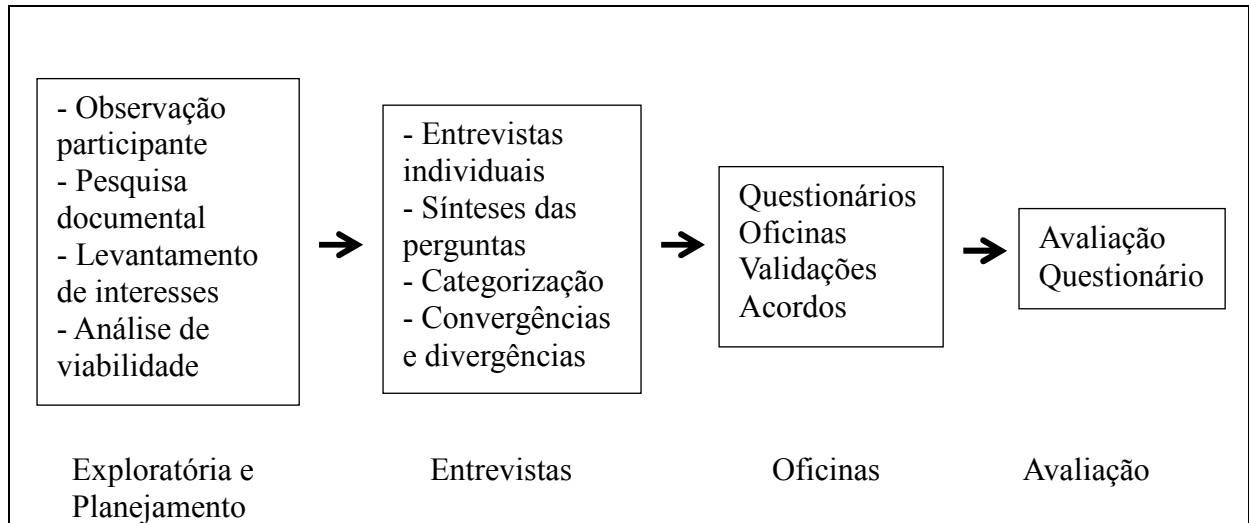 - Observação
participante
- Pesquisa
documental
- Levantamento
de interesses
- Análise de
viabilidade
- Entrevistas
individuais
- Sínteses das
perguntas
- Categorização
- Convergências
e divergências
Questionários
Oficinas
Validações
Acordos
Avaliação
Questionário
Exploratória e
Planejamento
Entrevistas
Oficinas
Avaliação